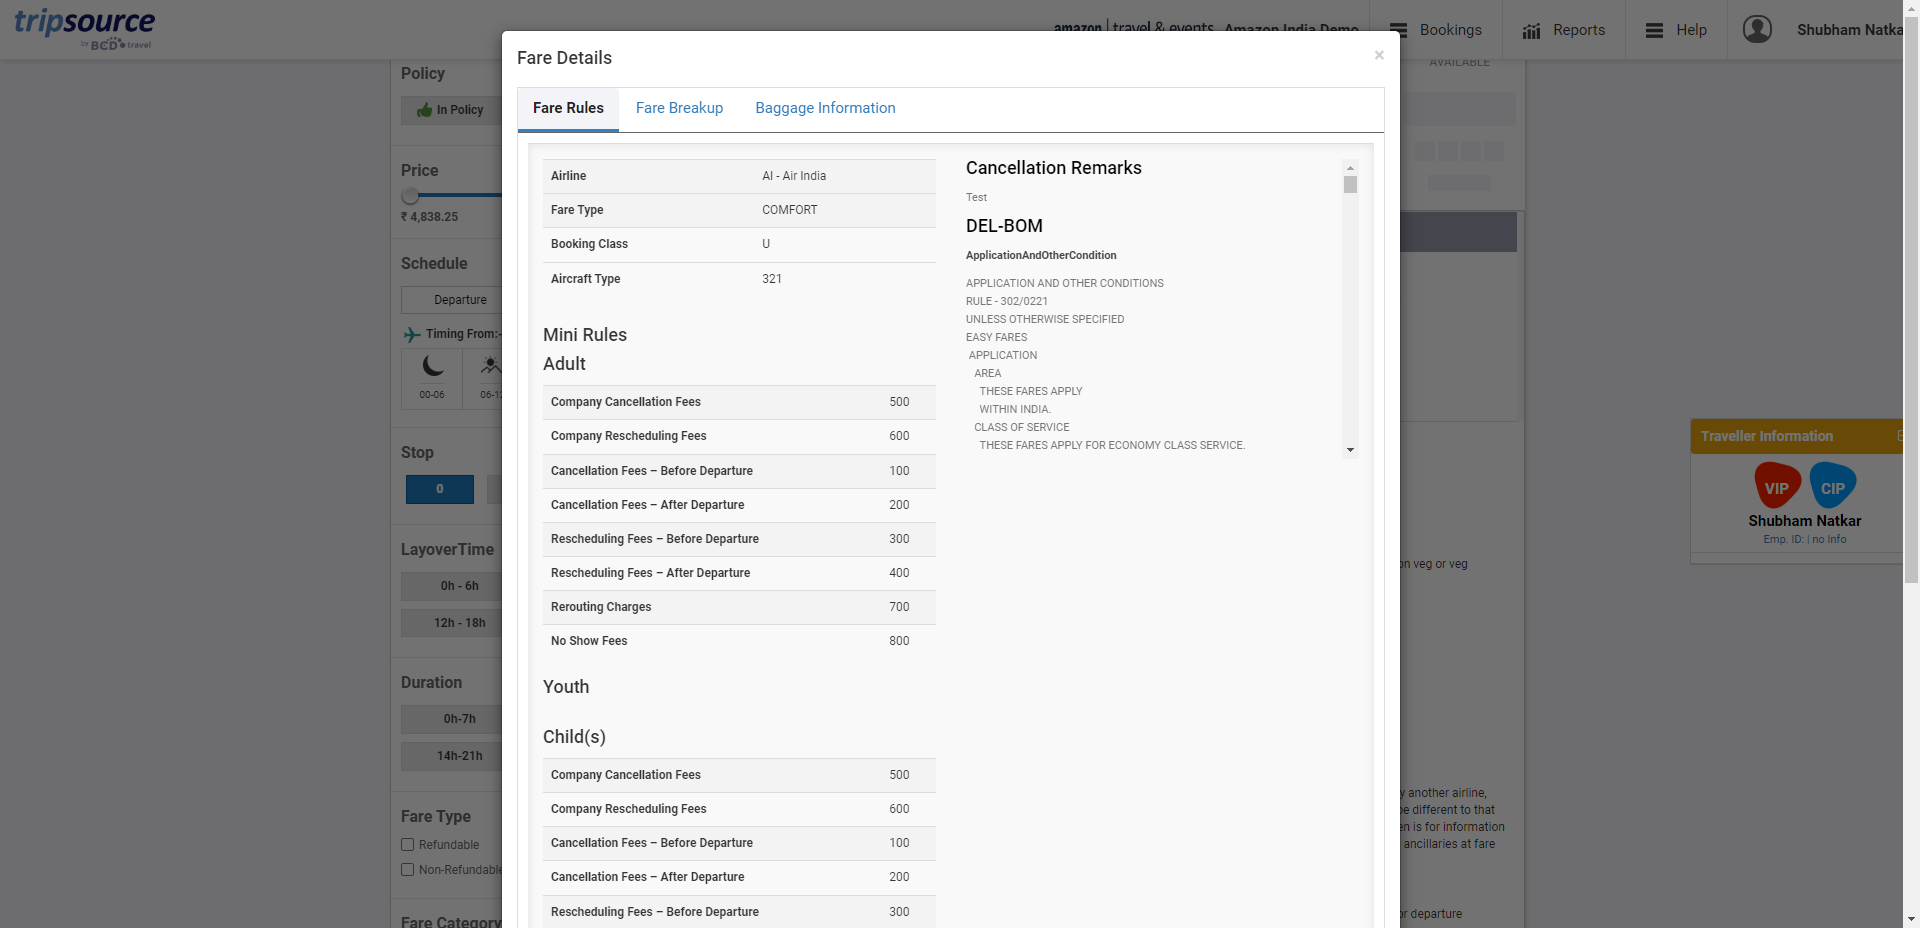 tripsource
by BCD travel
amazon | travel & events Amazon India Demo
Bookings
Reports
Help
Shubham Natka
Policy
In Policy
Price
₹ 4,838.25
Schedule
Departure
Timing From:-
00-06
06-12
Stop
0
LayoverTime
0h - 6h
12h - 18h
Duration
0h-7h
14h-21h
Fare Type
Refundable
Non-Refundable
Fare Category
Fare Details
×
Fare Rules
Fare Breakup
Baggage Information
Airline AI - Air India
Fare Type COMFORT
Booking Class U
Aircraft Type 321
Mini Rules
Adult
Company Cancellation Fees 500
Company Rescheduling Fees 600
Cancellation Fees – Before Departure 100
Cancellation Fees – After Departure 200
Rescheduling Fees – Before Departure 300
Rescheduling Fees – After Departure 400
Rerouting Charges 700
No Show Fees 800
Youth
Child(s)
Company Cancellation Fees 500
Company Rescheduling Fees 600
Cancellation Fees – Before Departure 100
Cancellation Fees – After Departure 200
Rescheduling Fees – Before Departure 300
Cancellation Remarks
Test
DEL-BOM
ApplicationAndOtherCondition
APPLICATION AND OTHER CONDITIONS
RULE - 302/0221
UNLESS OTHERWISE SPECIFIED
EASY FARES
APPLICATION
AREA
THESE FARES APPLY
WITHIN INDIA.
CLASS OF SERVICE
THESE FARES APPLY FOR ECONOMY CLASS SERVICE.
AVAILABLE
on veg or veg
y another airline,
be different to that
en is for information
ancillaries at fare
or departure
Traveller Information
VIP
CIP
Shubham Natkar
Emp. ID: | no Info